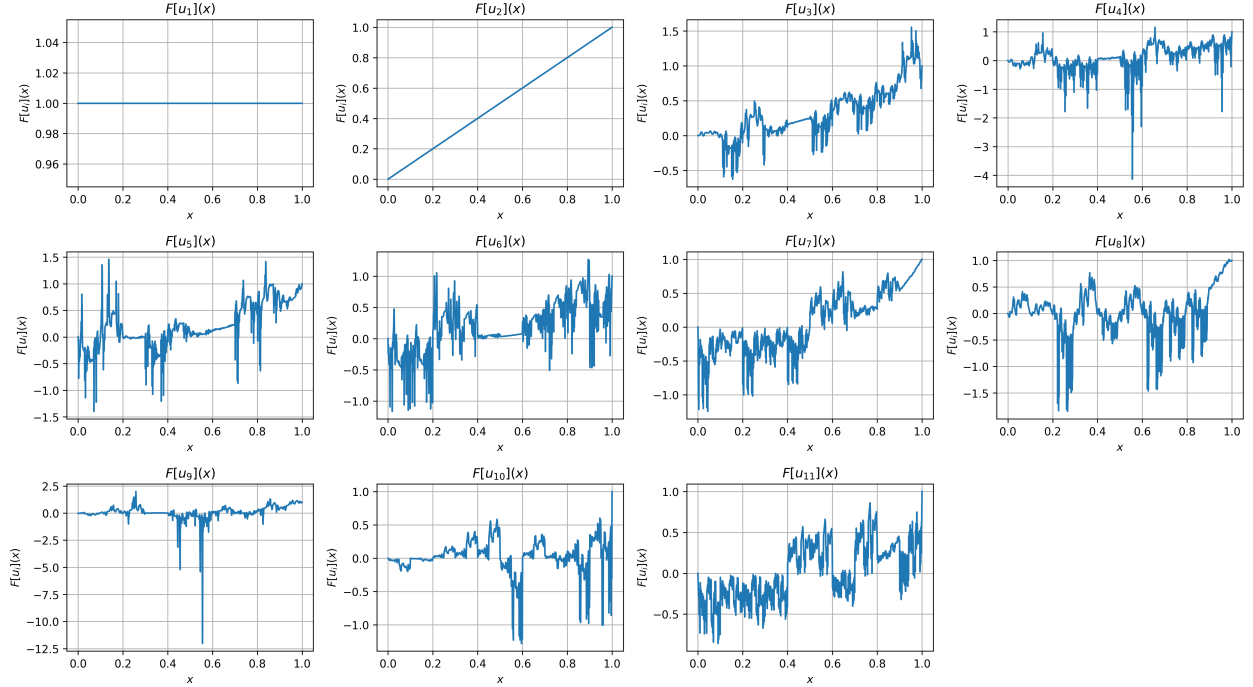 F[u₁](x)
F[uᵢ](x)
1.04
1.02
1.00
0.98
0.96
0.0 0.2 0.4 0.6 0.8 1.0
x
F[u₂](x)
F[uᵢ](x)
1.0
0.8
0.6
0.4
0.2
0.0
0.0 0.2 0.4 0.6 0.8 1.0
x
F[u₃](x)
F[uᵢ](x)
1.5
1.0
0.5
0.0
−0.5
0.0 0.2 0.4 0.6 0.8 1.0
x
F[u₄](x)
F[uᵢ](x)
1
0
−1
−2
−3
−4
0.0 0.2 0.4 0.6 0.8 1.0
x
F[u₅](x)
F[uᵢ](x)
1.5
1.0
0.5
0.0
−0.5
−1.0
−1.5
0.0 0.2 0.4 0.6 0.8 1.0
x
F[u₆](x)
F[uᵢ](x)
1.0
0.5
0.0
−0.5
−1.0
0.0 0.2 0.4 0.6 0.8 1.0
x
F[u₇](x)
F[uᵢ](x)
1.0
0.5
0.0
−0.5
−1.0
0.0 0.2 0.4 0.6 0.8 1.0
x
F[u₈](x)
F[uᵢ](x)
1.0
0.5
0.0
−0.5
−1.0
−1.5
0.0 0.2 0.4 0.6 0.8 1.0
x
F[u₉](x)
F[uᵢ](x)
2.5
0.0
−2.5
−5.0
−7.5
−10.0
−12.5
0.0 0.2 0.4 0.6 0.8 1.0
x
F[u₁₀](x)
F[uᵢ](x)
1.0
0.5
0.0
−0.5
−1.0
0.0 0.2 0.4 0.6 0.8 1.0
x
F[u₁₁](x)
F[uᵢ](x)
1.0
0.5
0.0
−0.5
0.0 0.2 0.4 0.6 0.8 1.0
x